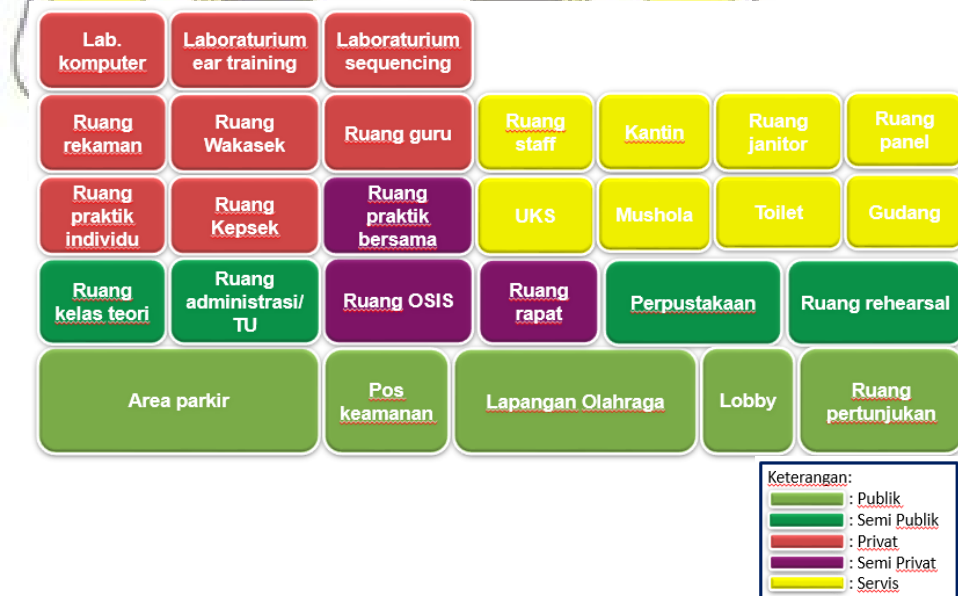 Lab.
komputer
Laboraturium
ear training
Laboraturium
sequencing
Ruang
rekaman
Ruang
Wakasek
Ruang guru
Ruang
staff
Kantin
Ruang
janitor
Ruang
panel
Ruang
praktik
individu
Ruang
Kepsek
Ruang
praktik
bersama
UKS
Mushola
Toilet
Gudang
Ruang
kelas teori
Ruang
administrasi/
TU
Ruang OSIS
Ruang
rapat
Perpustakaan
Ruang rehearsal
Area parkir
Pos
keamanan
Lapangan Olahraga
Lobby
Ruang
pertunjukan
Keterangan:
: Publik
: Semi Publik
: Privat
: Semi Privat
: Servis